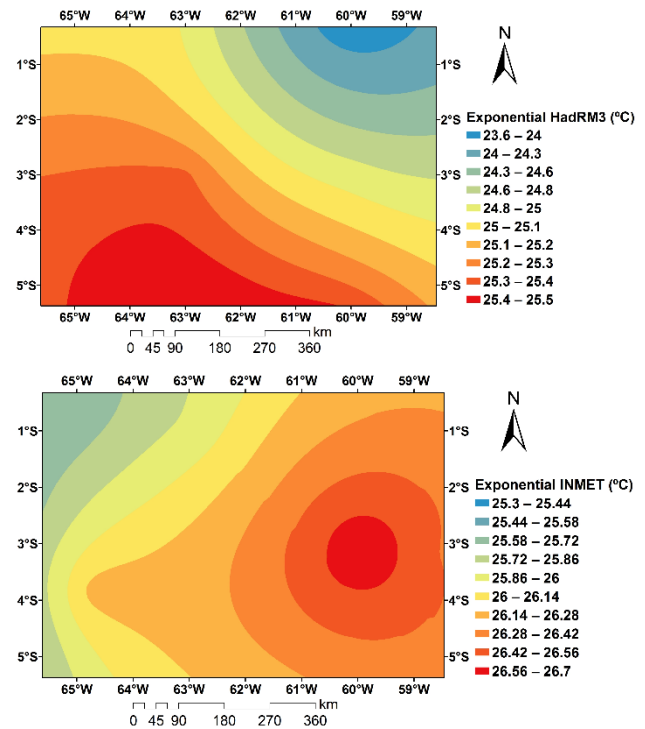 65°W 64°W 63°W 62°W 61°W 60°W 59°W
N
1°S 1°S
2°S 2°S
Exponential HadRM3 (ºC)
23.6 – 24
24 – 24.3
24.3 – 24.6
3°S 3°S
24.6 – 24.8
24.8 – 25
4°S 4°S
25 – 25.1
25.1 – 25.2
25.2 – 25.3
5°S 5°S
25.3 – 25.4
25.4 – 25.5
65°W 64°W 63°W 62°W 61°W 60°W 59°W
km
0 45 90 180 270 360
65°W 64°W 63°W 62°W 61°W 60°W 59°W
N
1°S 1°S
2°S 2°S
Exponential INMET (ºC)
25.3 – 25.44
25.44 – 25.58
3°S 3°S
25.58 – 25.72
25.72 – 25.86
25.86 – 26
4°S 4°S
26 – 26.14
26.14 – 26.28
26.28 – 26.42
5°S 5°S
26.42 – 26.56
26.56 – 26.7
65°W 64°W 63°W 62°W 61°W 60°W 59°W
km
0 45 90 180 270 360